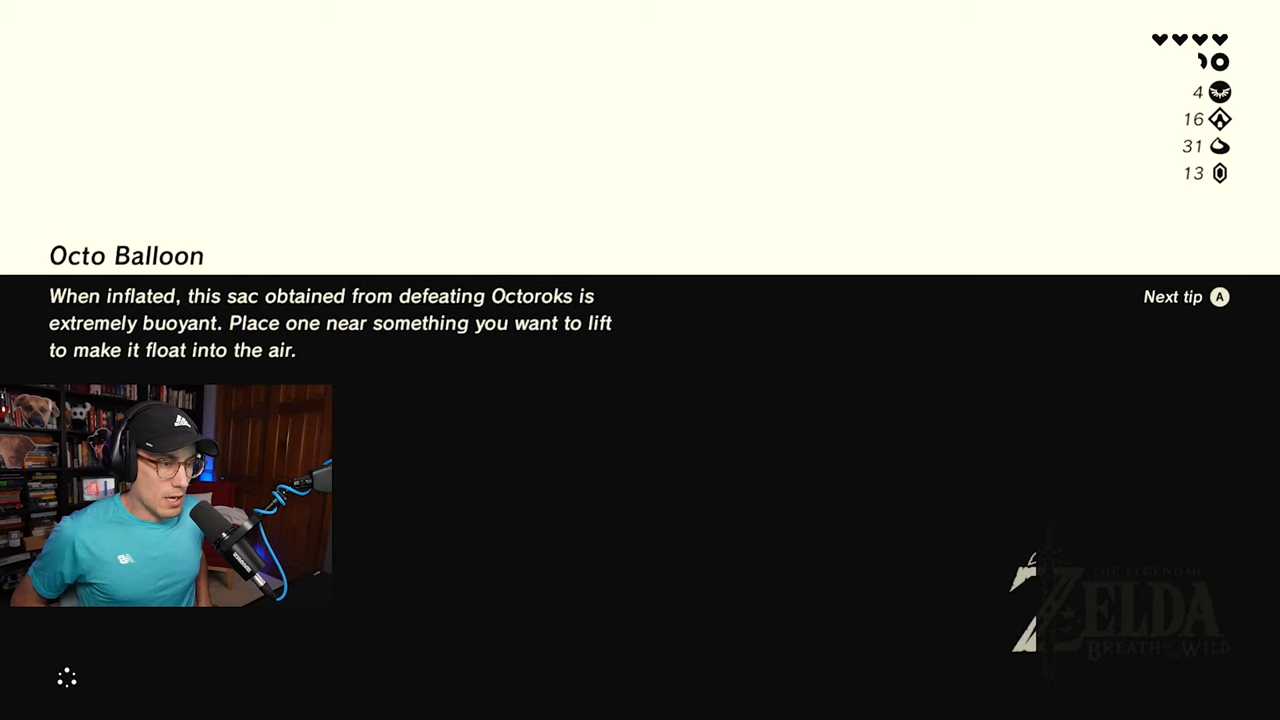 4
16
31
13
Octo Balloon
When inflated, this sac obtained from defeating Octoroks is
extremely buoyant. Place one near something you want to lift
to make it float into the air.
Next tip A
THE LEGEND OF
ZELDA
BREATH OF THE WILD